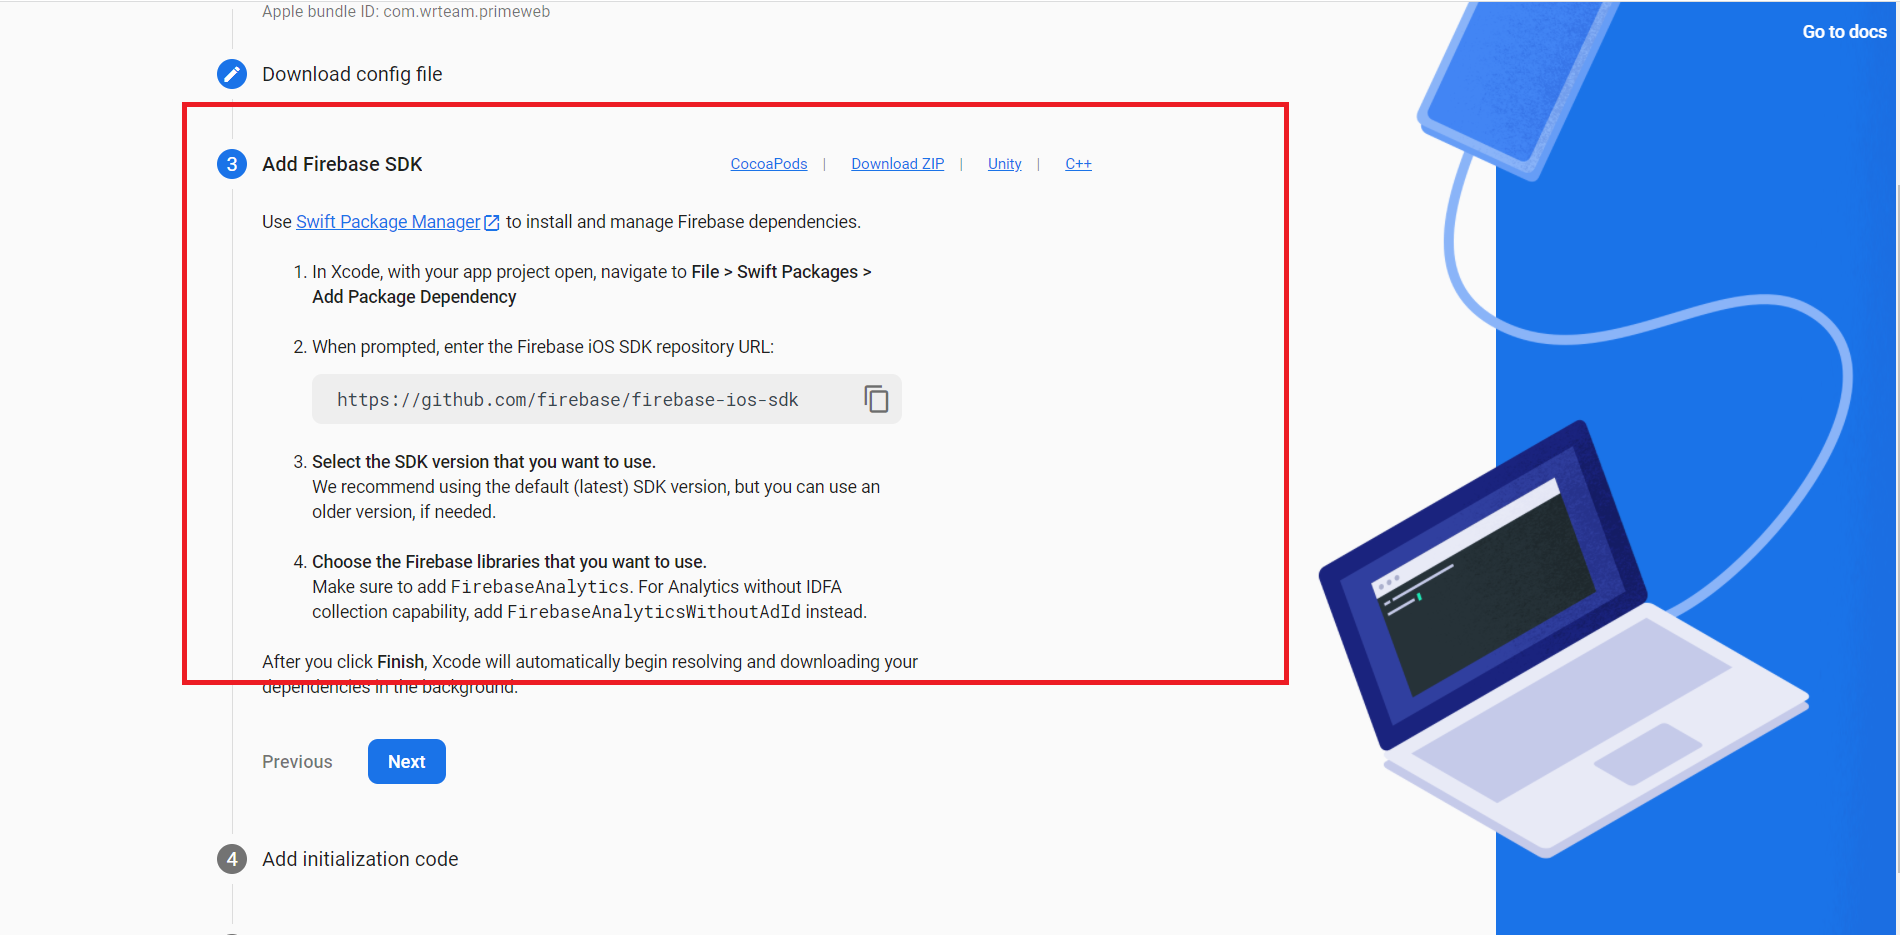 Apple bundle ID: com.wrteam.primeweb
Go to docs
Download config file
3 Add Firebase SDK
CocoaPods | Download ZIP | Unity | C++
Use Swift Package Manager to install and manage Firebase dependencies.
1. In Xcode, with your app project open, navigate to File > Swift Packages >
Add Package Dependency
2. When prompted, enter the Firebase iOS SDK repository URL:
https://github.com/firebase/firebase-ios-sdk
3. Select the SDK version that you want to use.
We recommend using the default (latest) SDK version, but you can use an
older version, if needed.
4. Choose the Firebase libraries that you want to use.
Make sure to add FirebaseAnalytics. For Analytics without IDFA
collection capability, add FirebaseAnalyticsWithoutAdId instead.
After you click Finish, Xcode will automatically begin resolving and downloading your
dependencies in the background.
Previous
Next
4 Add initialization code